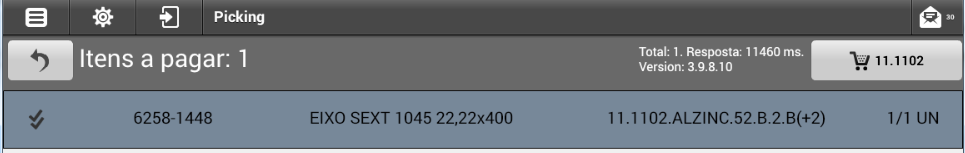 Picking
30
Itens a pagar: 1
Total: 1. Resposta: 11460 ms.
Version: 3.9.8.10
11.1102
6258-1448 EIXO SEXT 1045 22,22x400 11.1102.ALZINC.52.B.2.B(+2) 1/1 UN